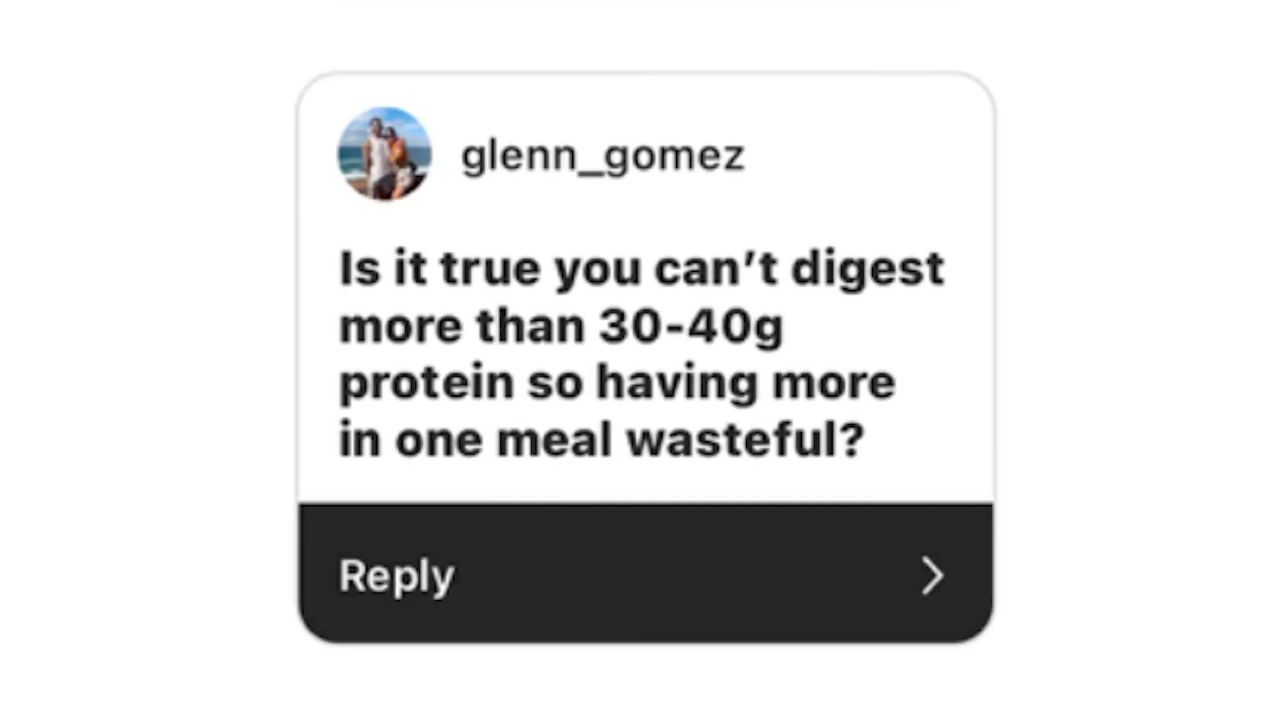 glenn_gomez
Is it true you can’t digest
more than 30-40g
protein so having more
in one meal wasteful?
Reply